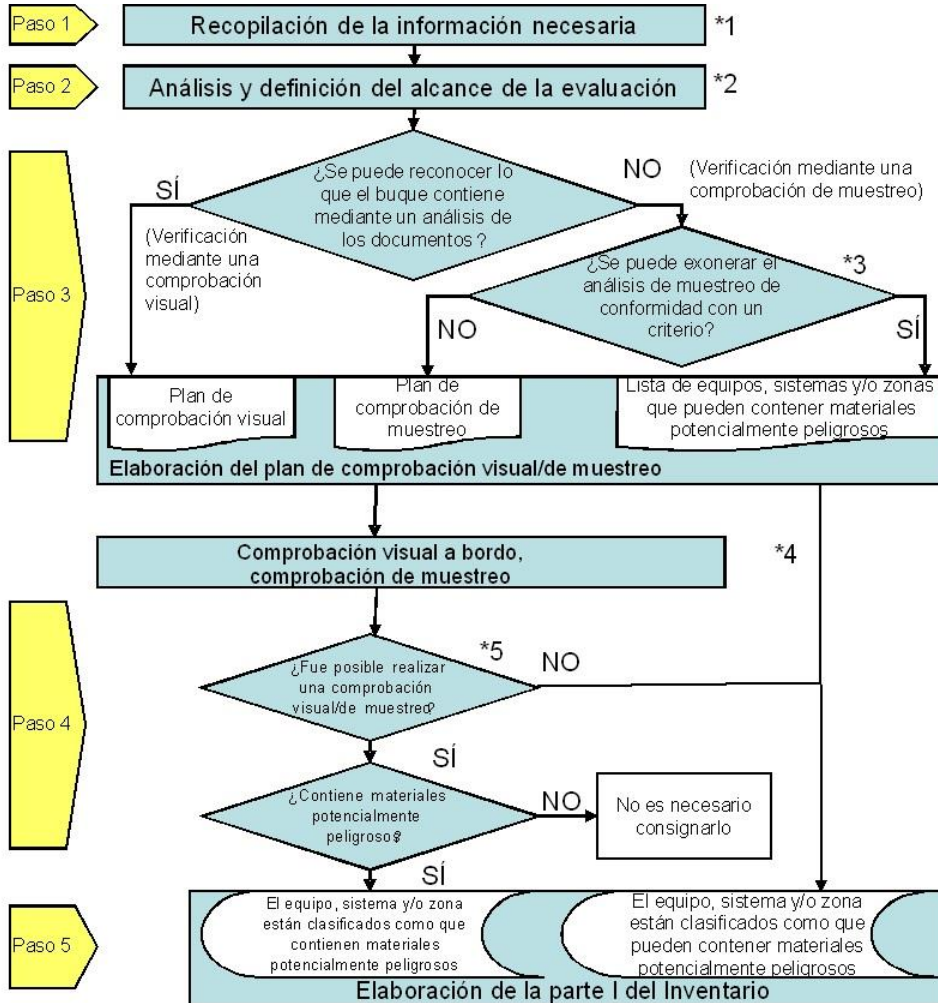 Paso 1
Recopilación de la información necesaria
*1
Paso 2
Análisis y definición del alcance de la evaluación
*2
Paso 3
¿Se puede reconocer lo
que el buque contiene
mediante un análisis de
los documentos ?
SÍ
(Verificación
mediante una
comprobación
visual)
NO
(Verificación mediante una
comprobación de muestreo)
¿Se puede exonerar el
análisis de muestreo de
conformidad con un
criterio?
*3
NO
SÍ
Plan de
comprobación visual
Plan de
comprobación de
muestreo
Lista de equipos, sistemas y/o zonas
que pueden contener materiales
potencialmente peligrosos
Elaboración del plan de comprobación visual/de muestreo
Comprobación visual a bordo,
comprobación de muestreo
*4
Paso 4
¿Fue posible realizar
una comprobación
visual/de muestreo?
*5
NO
SÍ
¿Contiene materiales
potencialmente
peligrosos?
NO
No es necesario
consignarlo
SÍ
Paso 5
El equipo, sistema y/o zona
están clasificados como que
contienen materiales
potencialmente peligrosos
El equipo, sistema y/o zona
están clasificados como que
pueden contener materiales
potencialmente peligrosos
Elaboración de la parte I del Inventario